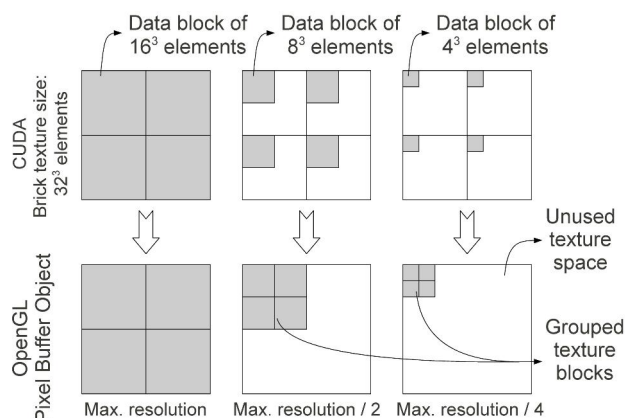 Data block of
16³ elements
Data block of
8³ elements
Data block of
4³ elements
CUDA
Brick texture size:
32³ elements
Unused
texture
space
OpenGL
Pixel Buffer Object
Grouped
texture
blocks
Max. resolution
Max. resolution / 2
Max. resolution / 4